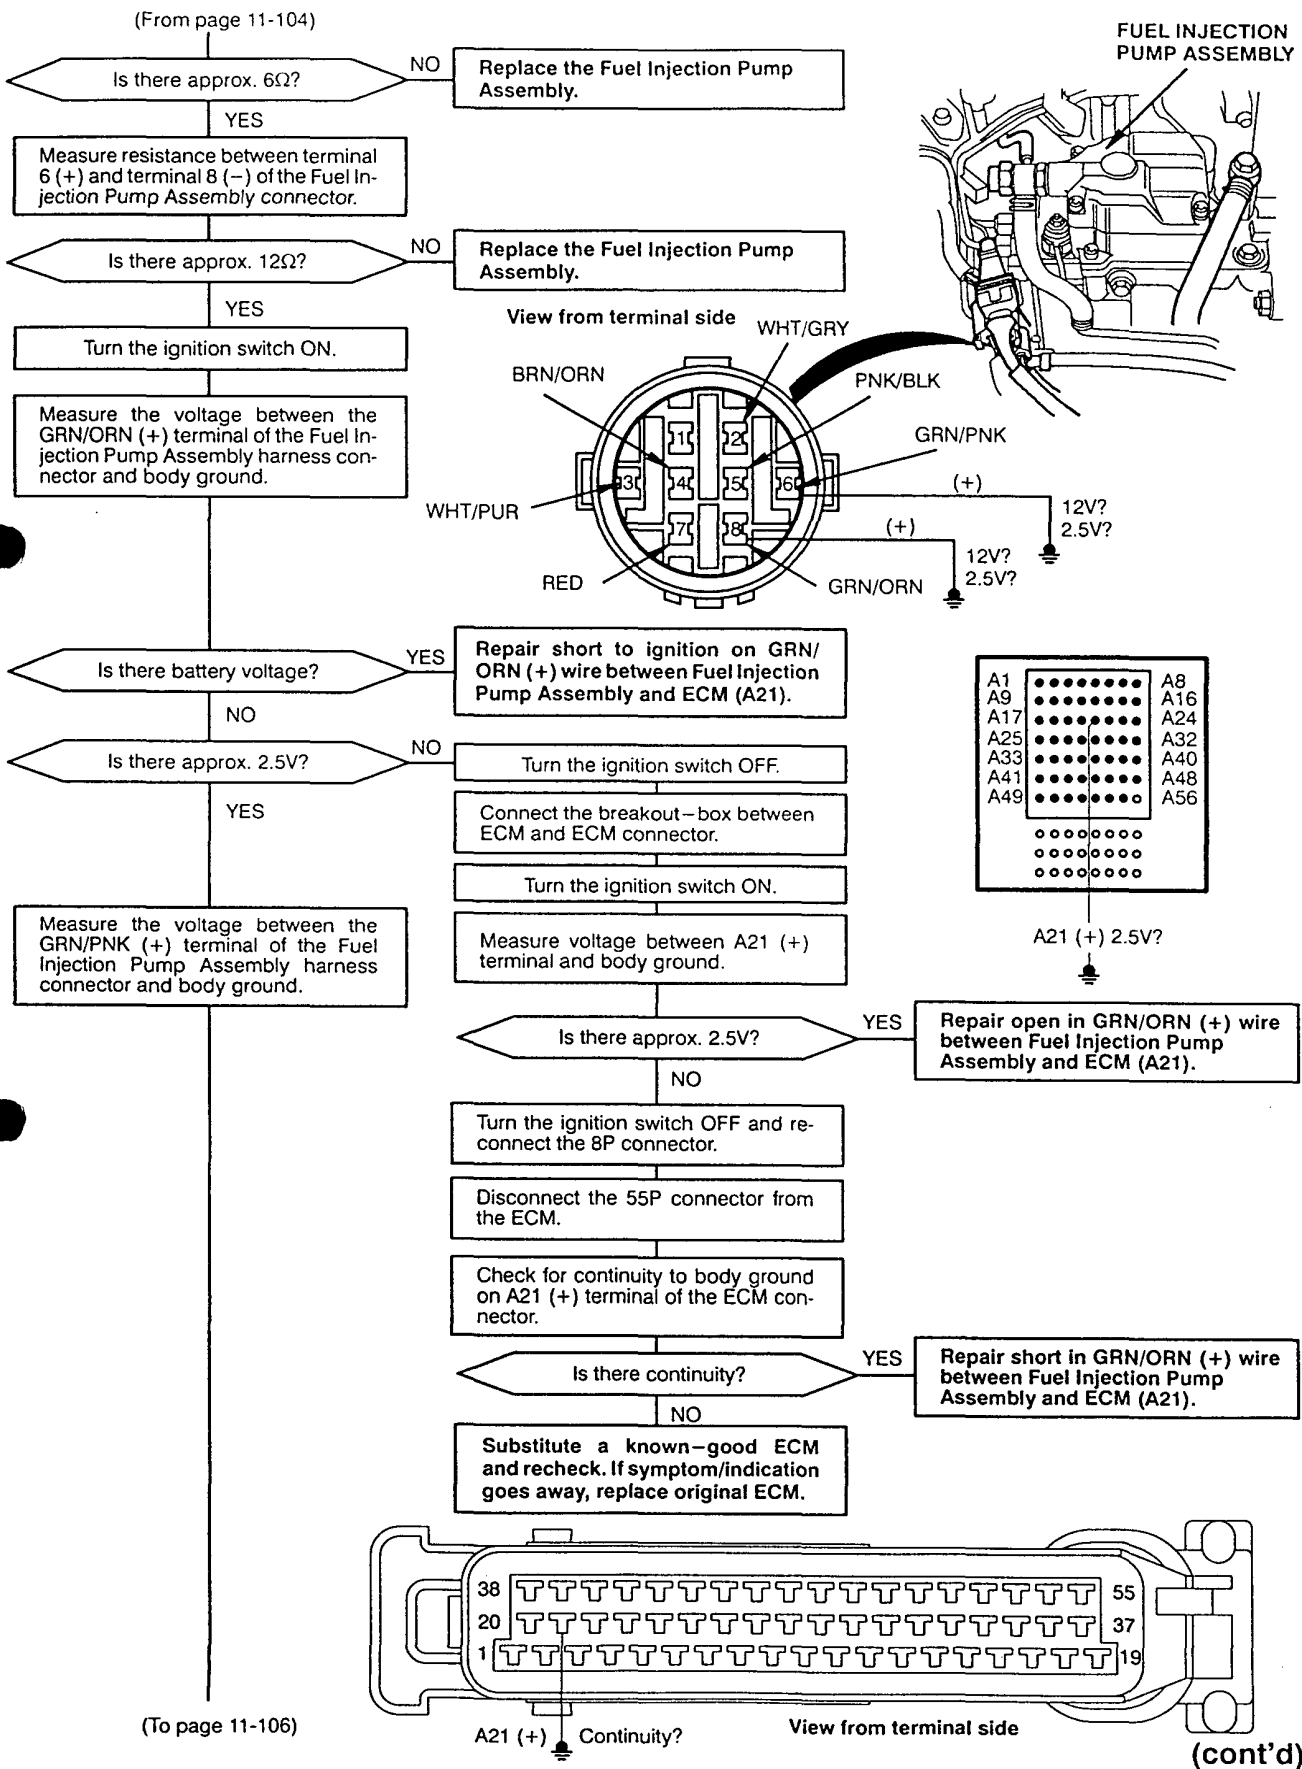 (From page 11-104)
Is there approx. 6Ω?
NO
Replace the Fuel Injection Pump
Assembly.
FUEL INJECTION
PUMP ASSEMBLY
YES
Measure resistance between terminal
6 (+) and terminal 8 (−) of the Fuel In-
jection Pump Assembly connector.
Is there approx. 12Ω?
NO
Replace the Fuel Injection Pump
Assembly.
YES
Turn the ignition switch ON.
Measure the voltage between the
GRN/ORN (+) terminal of the Fuel In-
jection Pump Assembly harness con-
nector and body ground.
View from terminal side
WHT/GRY
BRN/ORN
PNK/BLK
GRN/PNK
1
2
3
4
5
6
7
8
WHT/PUR
RED
GRN/ORN
(+)
12V?
2.5V?
(+)
12V?
2.5V?
Is there battery voltage?
YES
Repair short to ignition on GRN/
ORN (+) wire between Fuel Injection
Pump Assembly and ECM (A21).
NO
Is there approx. 2.5V?
NO
Turn the ignition switch OFF.
Connect the breakout–box between
ECM and ECM connector.
Turn the ignition switch ON.
Measure voltage between A21 (+)
terminal and body ground.
A1 A8
A9 A16
A17 A24
A25 A32
A33 A40
A41 A48
A49 A56
A21 (+) 2.5V?
YES
Measure the voltage between the
GRN/PNK (+) terminal of the Fuel
Injection Pump Assembly harness
connector and body ground.
Is there approx. 2.5V?
YES
Repair open in GRN/ORN (+) wire
between Fuel Injection Pump
Assembly and ECM (A21).
NO
Turn the ignition switch OFF and re-
connect the 8P connector.
Disconnect the 55P connector from
the ECM.
Check for continuity to body ground
on A21 (+) terminal of the ECM con-
nector.
Is there continuity?
YES
Repair short in GRN/ORN (+) wire
between Fuel Injection Pump
Assembly and ECM (A21).
NO
Substitute a known–good ECM
and recheck. If symptom/indication
goes away, replace original ECM.
38 55
20 37
1 19
A21 (+) Continuity?
View from terminal side
(To page 11-106)
(cont'd)